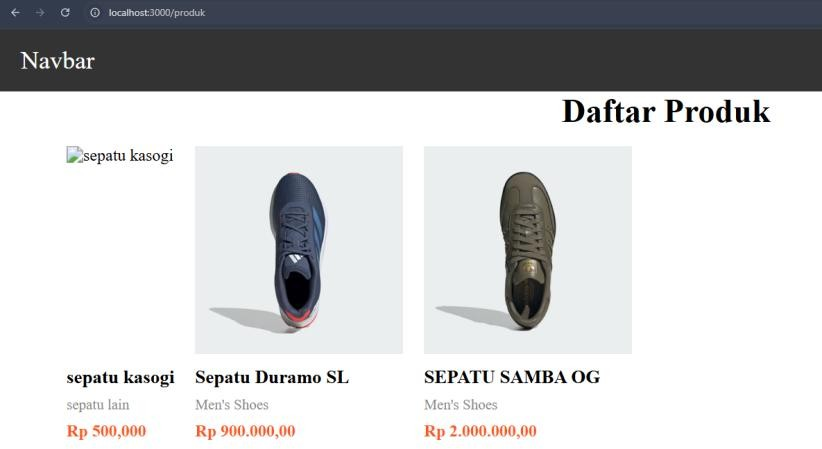 localhost:3000/produk
Navbar
Daftar Produk
sepatu kasogi
sepatu kasogi
sepatu lain
Rp 500,000
Sepatu Duramo SL
Men's Shoes
Rp 900.000,00
SEPATU SAMBA OG
Men's Shoes
Rp 2.000.000,00